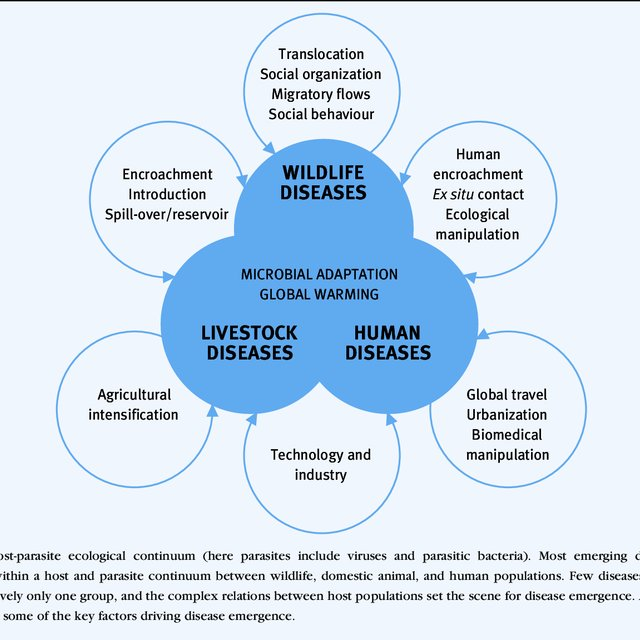 Translocation
Social organization
Migratory flows
Social behaviour
Encroachment
Introduction
Spill-over/reservoir
WILDLIFE
DISEASES
Human
encroachment
Ex situ contact
Ecological
manipulation
MICROBIAL ADAPTATION
GLOBAL WARMING
LIVESTOCK
DISEASES
HUMAN
DISEASES
Agricultural
intensification
Technology and
industry
Global travel
Urbanization
Biomedical
manipulation
ost-parasite ecological continuum (here parasites include viruses and parasitic bacteria). Most emerging d
within a host and parasite continuum between wildlife, domestic animal, and human populations. Few diseases
vely only one group, and the complex relations between host populations set the scene for disease emergence.
some of the key factors driving disease emergence.